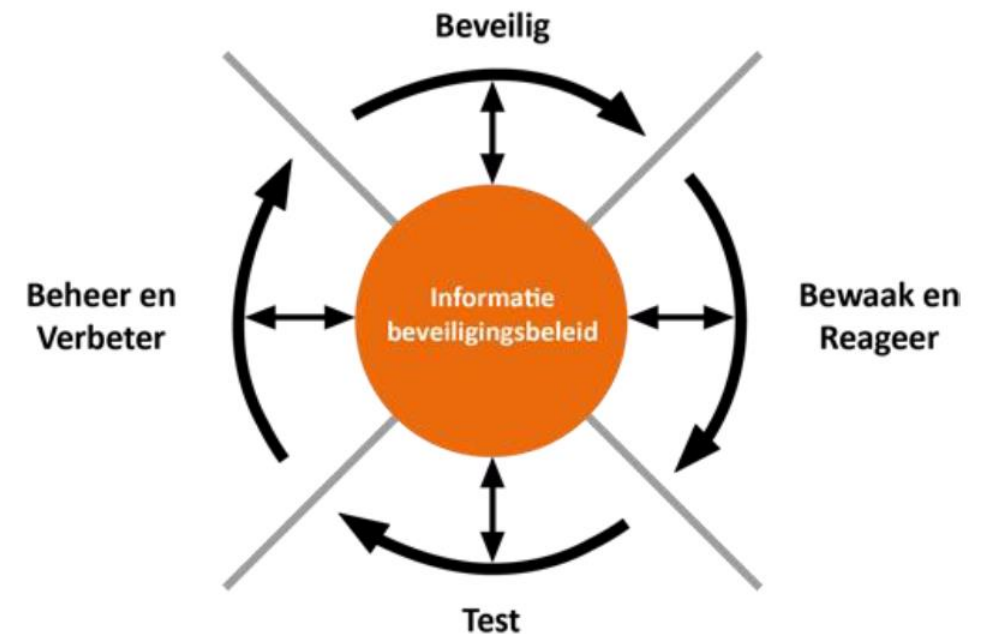 Beveilig
Informatie
beveiligingsbeleid
Beheer en
Verbeter
Bewaak en
Reageer
Test